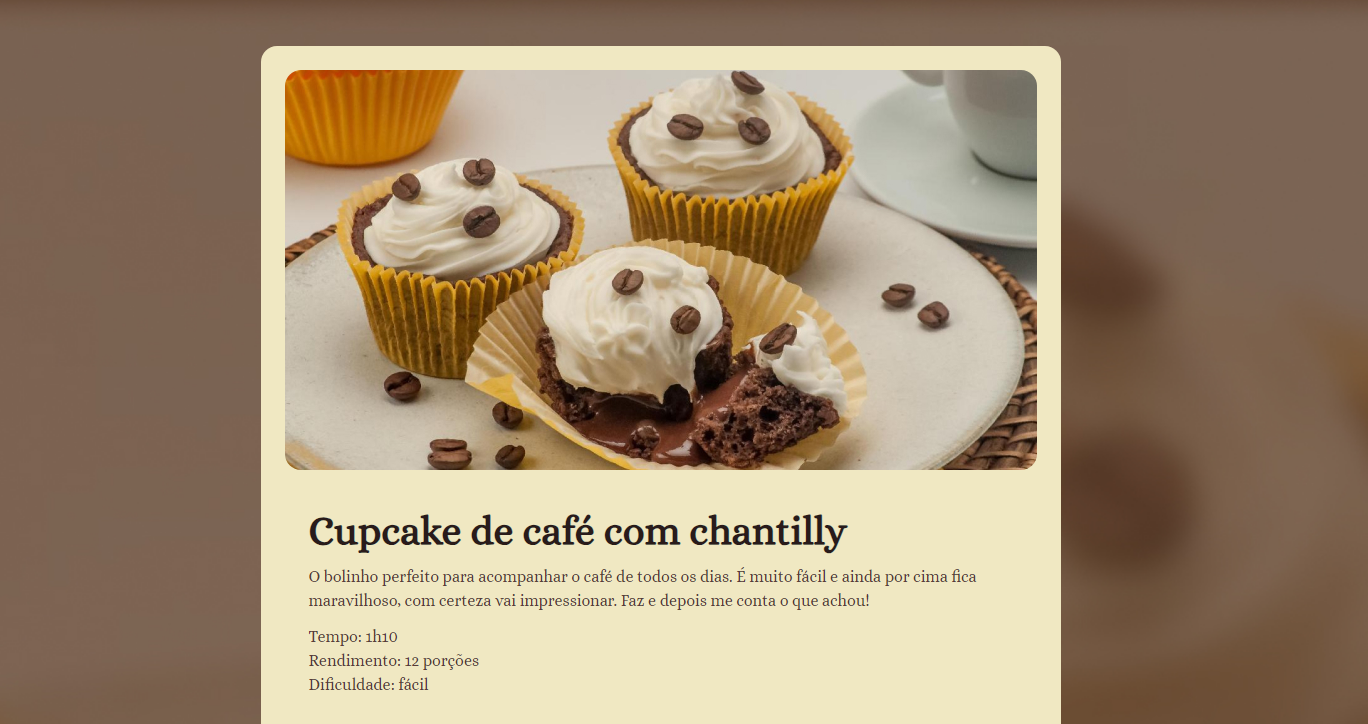 Cupcake de café com chantilly
O bolinho perfeito para acompanhar o café de todos os dias. É muito fácil e ainda por cima fica
maravilhoso, com certeza vai impressionar. Faz e depois me conta o que achou!
Tempo: 1h10
Rendimento: 12 porções
Dificuldade: fácil